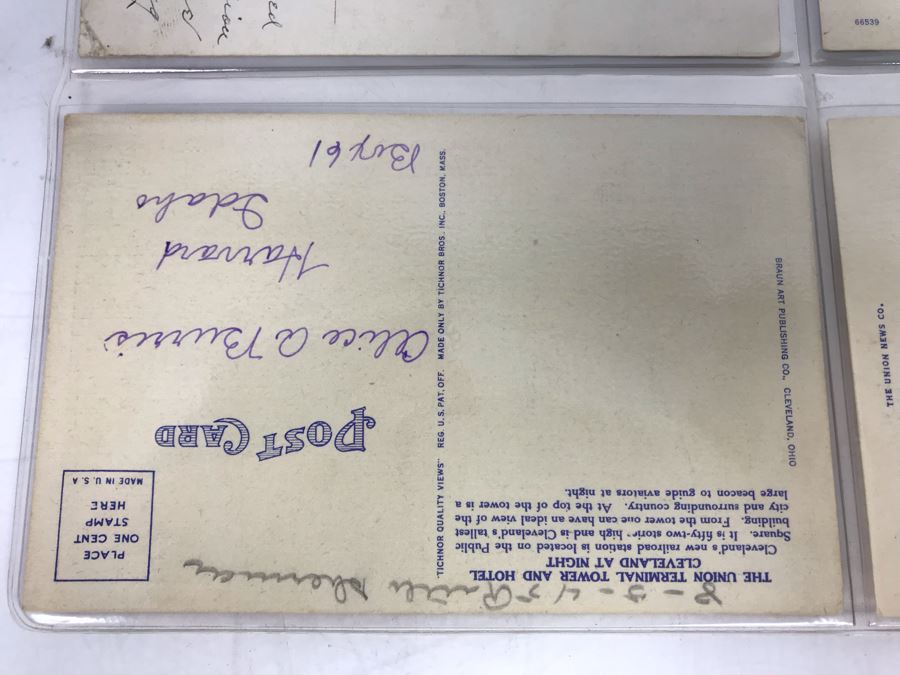 8-5-45
THE UNION TERMINAL TOWER AND HOTEL
CLEVELAND AT NIGHT
Cleveland's new railroad station is located on the Public
Square. It is fifty-two stories high and is Cleveland's tallest
building. From the tower one can have an ideal view of the
city and surrounding country. At the top of the tower is a
large beacon to guide aviators at night.
BRAUN ART PUBLISHING CO., CLEVELAND, OHIO
"TICHNOR QUALITY VIEWS" REG. U. S. PAT. OFF. MADE ONLY BY TICHNOR BROS. INC., BOSTON, MASS.
PLACE
ONE CENT
STAMP
HERE
MADE IN U. S. A
POST CARD
Alice A Burris
Harvard
Idaho
Box 61
66539
THE UNION NEWS CO.